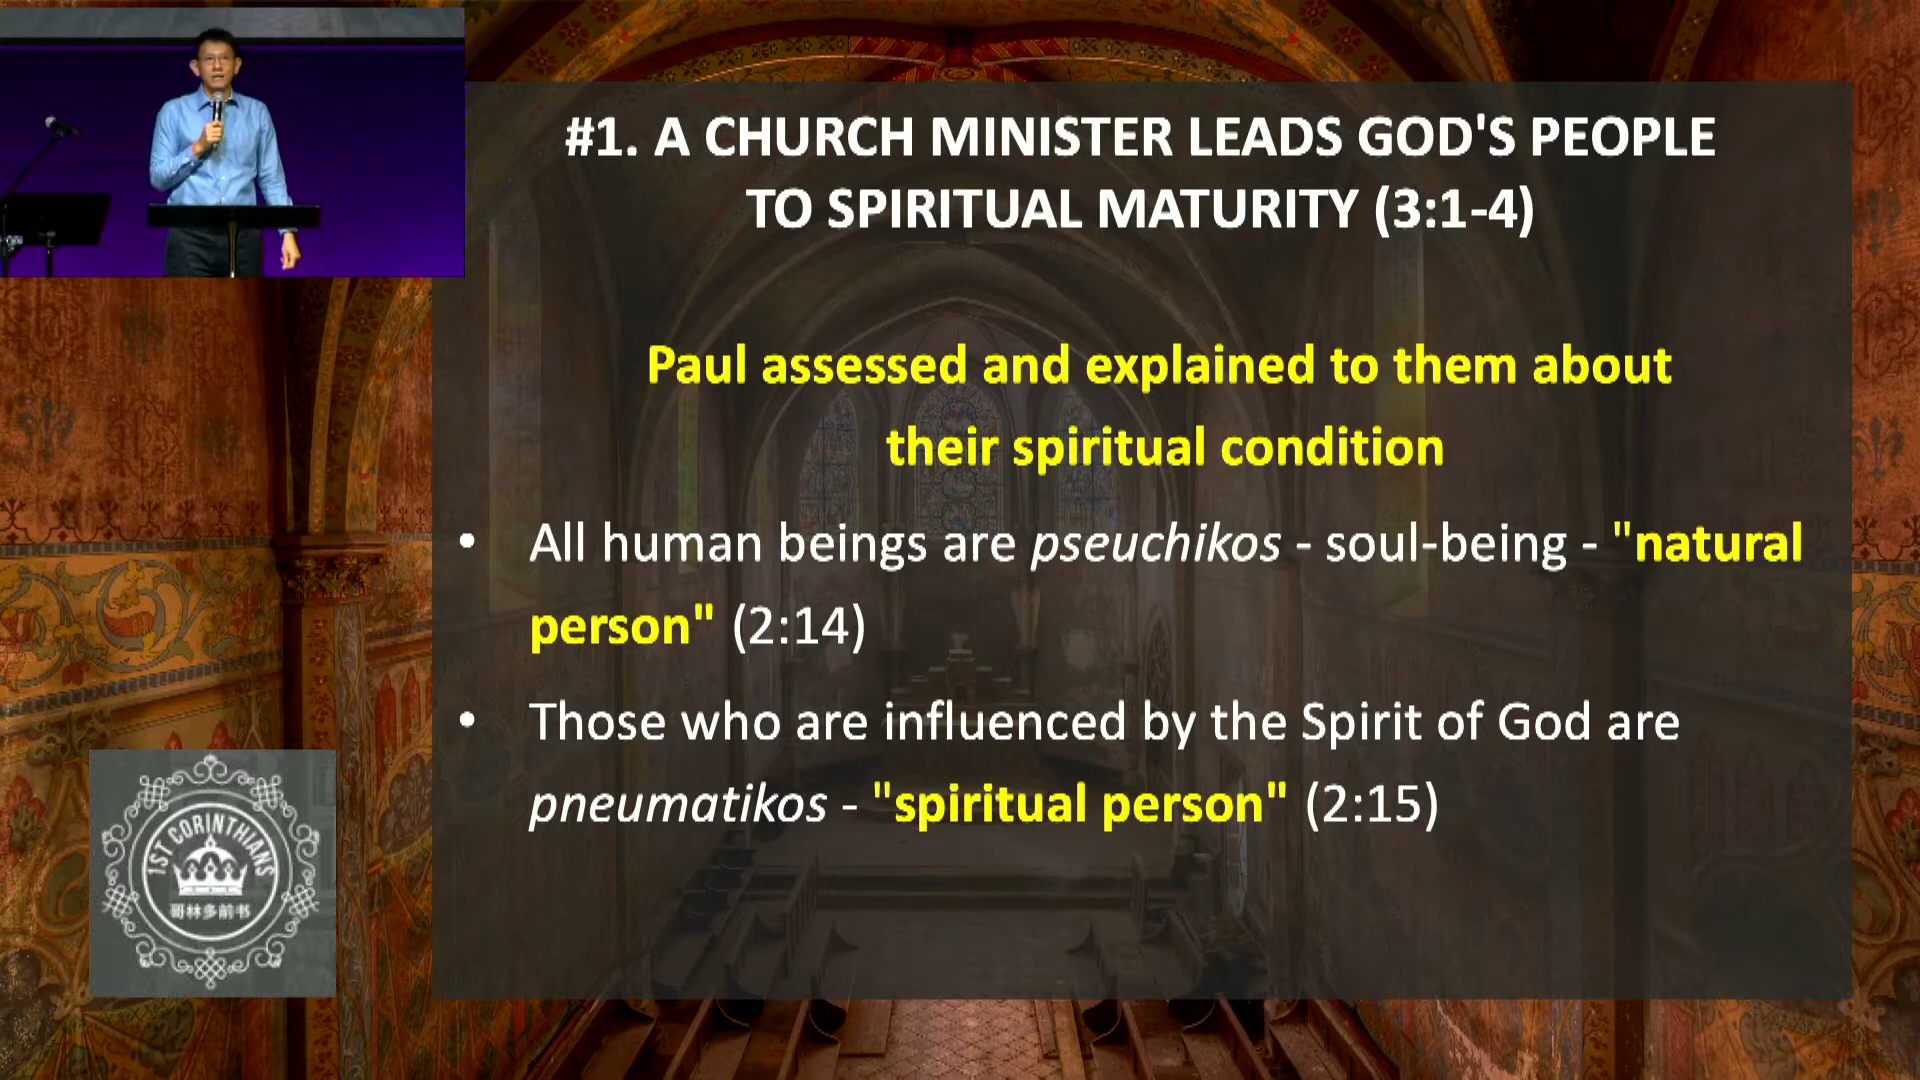 #1. A CHURCH MINISTER LEADS GOD'S PEOPLE
TO SPIRITUAL MATURITY (3:1-4)
Paul assessed and explained to them about
their spiritual condition
• All human beings are pseuchikos - soul-being - "natural
person" (2:14)
• Those who are influenced by the Spirit of God are
pneumatikos - "spiritual person" (2:15)
1ST CORINTHIANS
哥林多前书